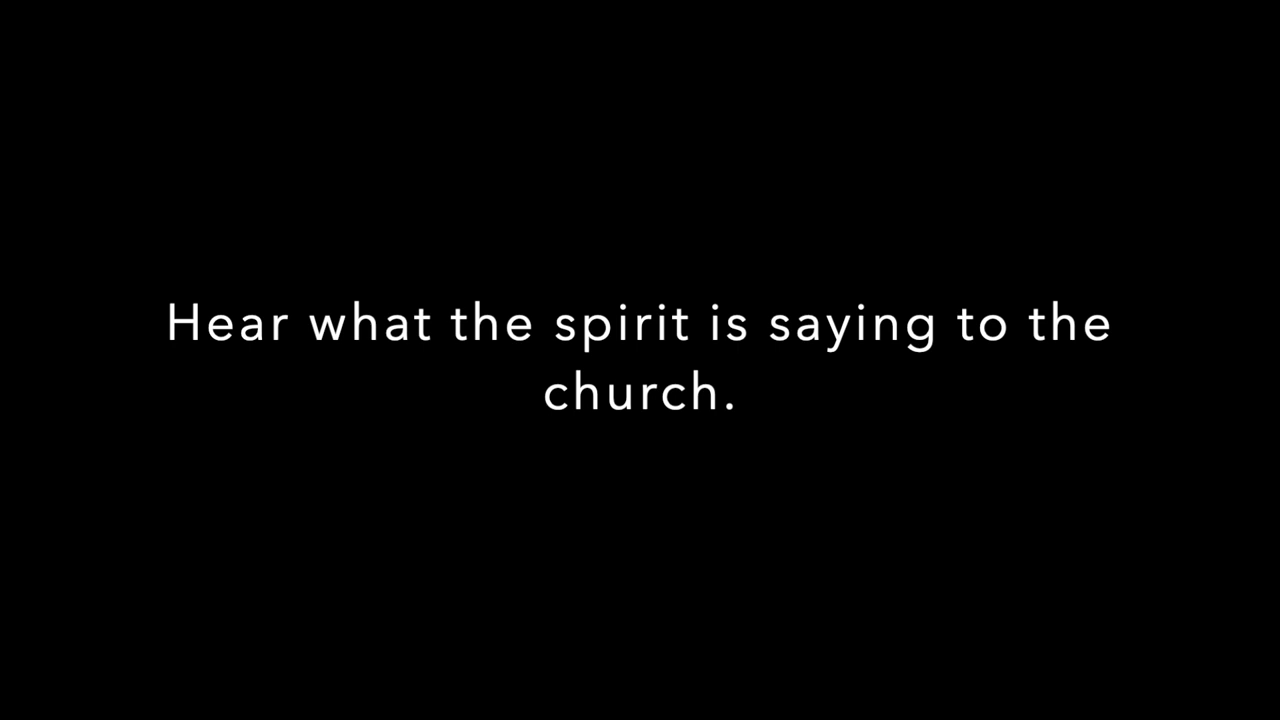 Hear what the spirit is saying to the
church.